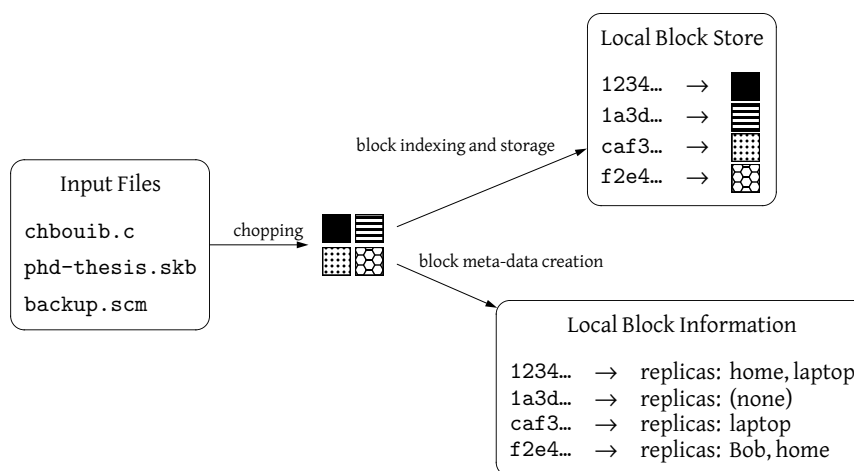 Local Block Store
1234… →
1a3d… →
caf3… →
f2e4… →
block indexing and storage
Input Files
chbouib.c
phd-thesis.skb
backup.scm
chopping
block meta-data creation
Local Block Information
1234… → replicas: home, laptop
1a3d… → replicas: (none)
caf3… → replicas: laptop
f2e4… → replicas: Bob, home